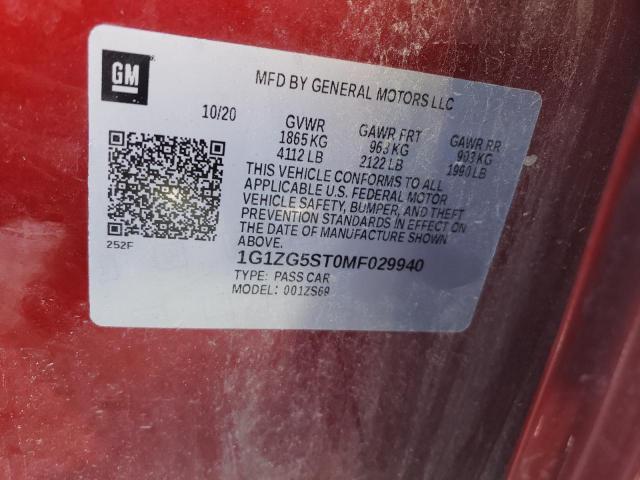 GM
MFD BY GENERAL MOTORS LLC
10/20 GVWR GAWR FRT GAWR RR
1865 KG 963 KG 903 KG
4112 LB 2122 LB 1990 LB
THIS VEHICLE CONFORMS TO ALL
APPLICABLE U.S. FEDERAL MOTOR
VEHICLE SAFETY, BUMPER, AND THEFT
PREVENTION STANDARDS IN EFFECT ON
THE DATE OF MANUFACTURE SHOWN
ABOVE.
252F
1G1ZG5ST0MF029940
TYPE: PASS CAR
MODEL: 001ZS69